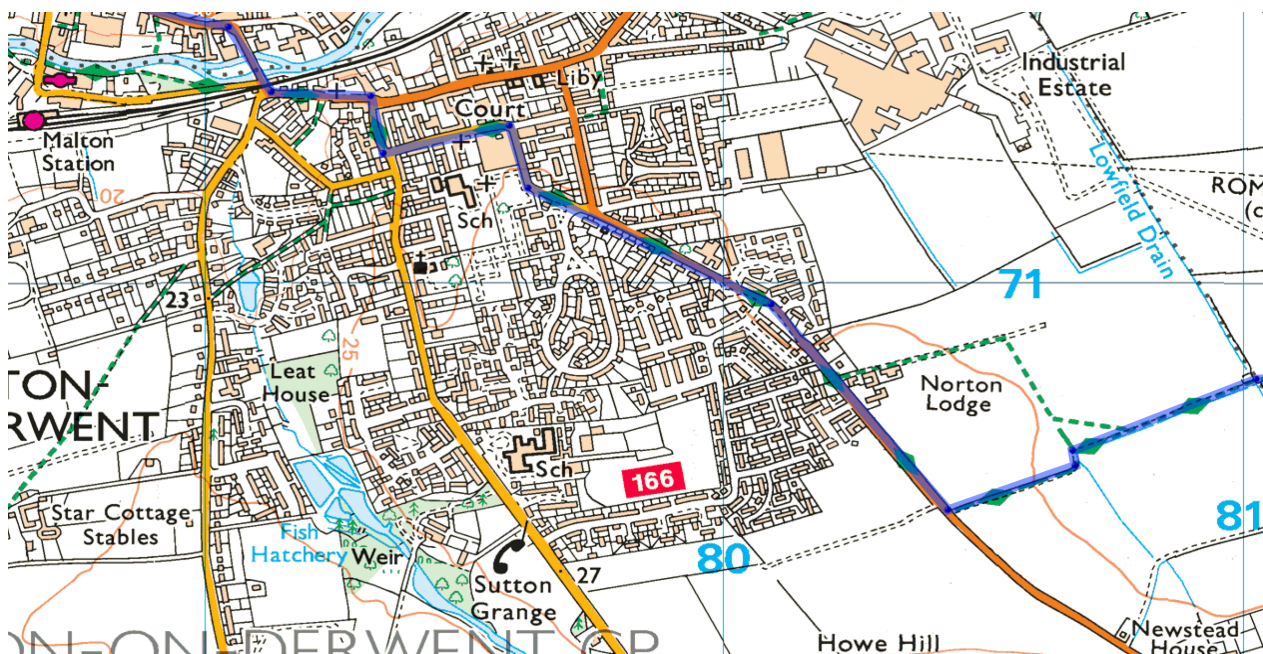 Industrial
Estate
Liby
Court
Malton
Station
20
Sch
Lowfield Drain
ROM
(c
23
71
25
Leat
House
TON-
RWENT
Norton
Lodge
Sch
166
Star Cottage
Stables
Fish
Hatchery
Weir
81
80
Sutton
Grange
27
Newstead
House
Howe Hill
ON-ON-DERWENT CP